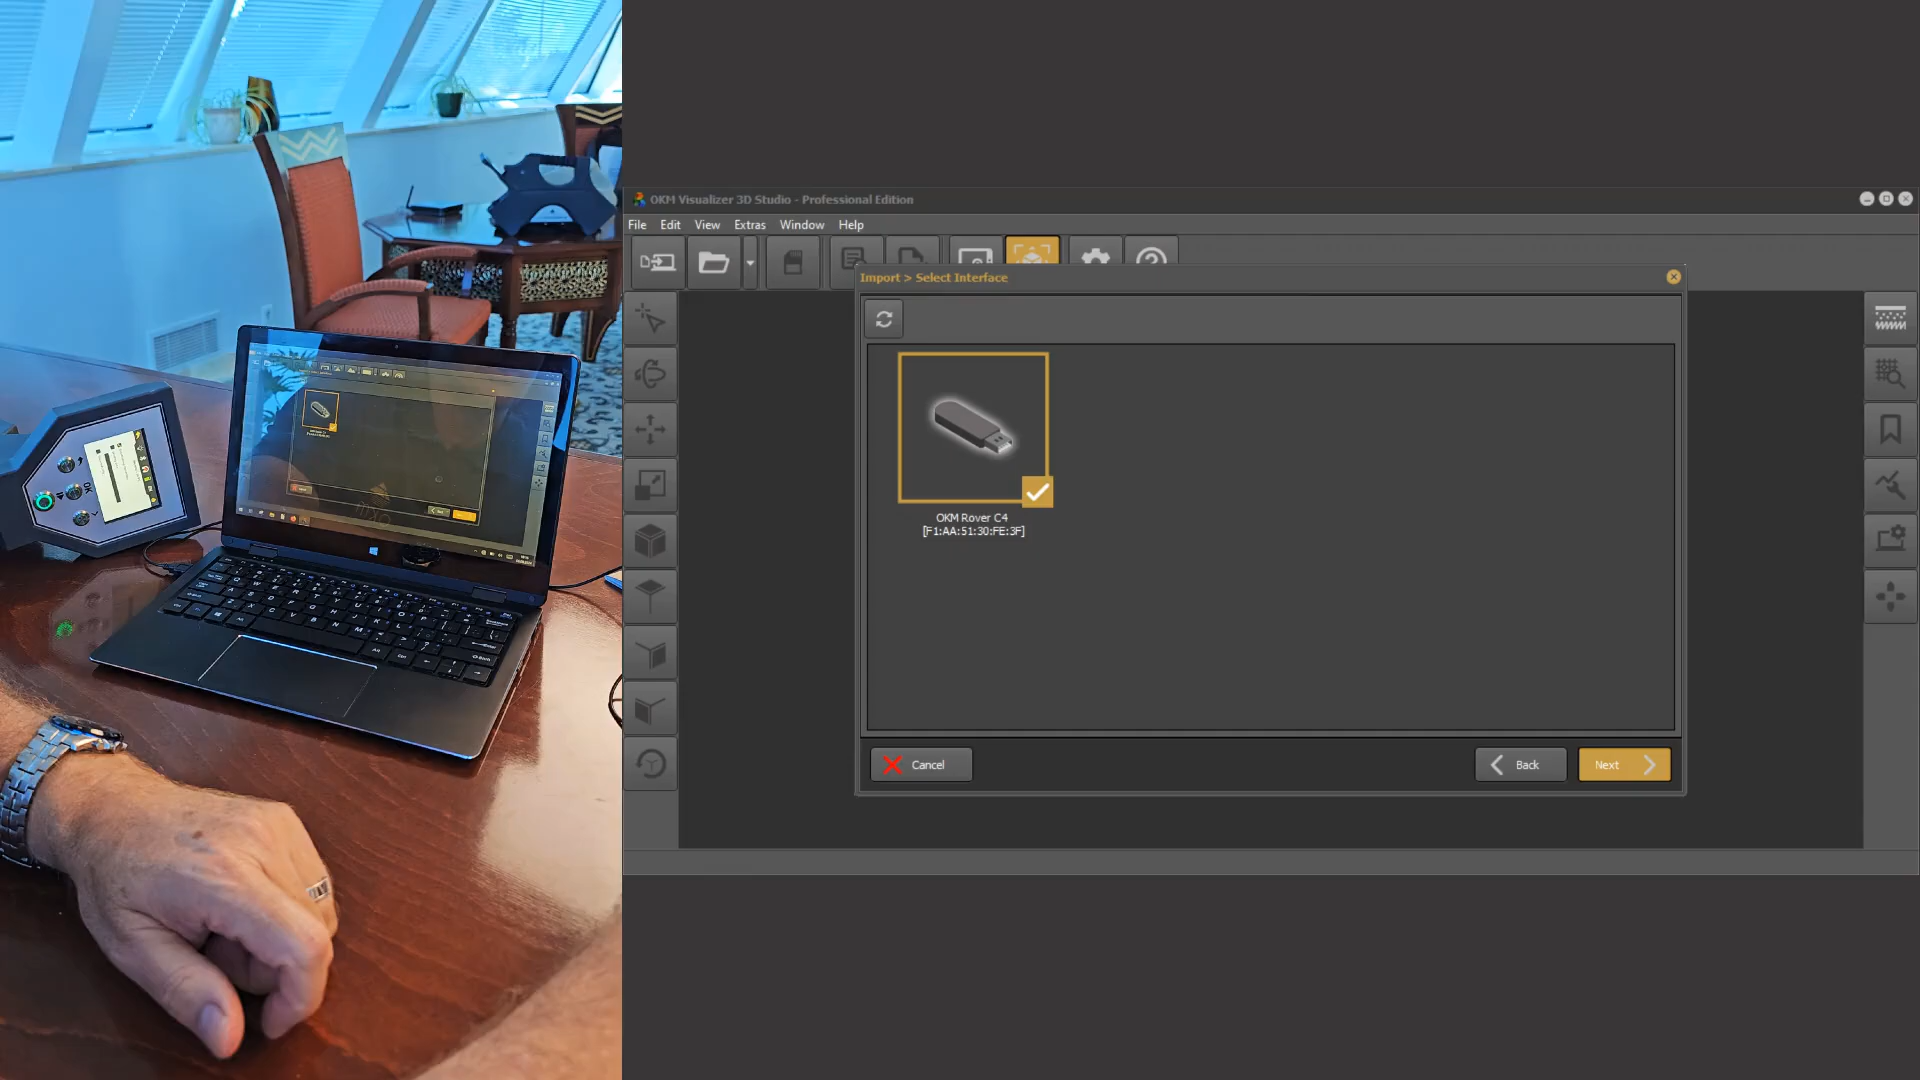 OKM Visualizer 3D Studio - Professional Edition
File Edit View Extras Window Help
Import > Select Interface
OKM Rover C4
[F1:AA:51:30:FE:3F]
Cancel
Back
Next
OK